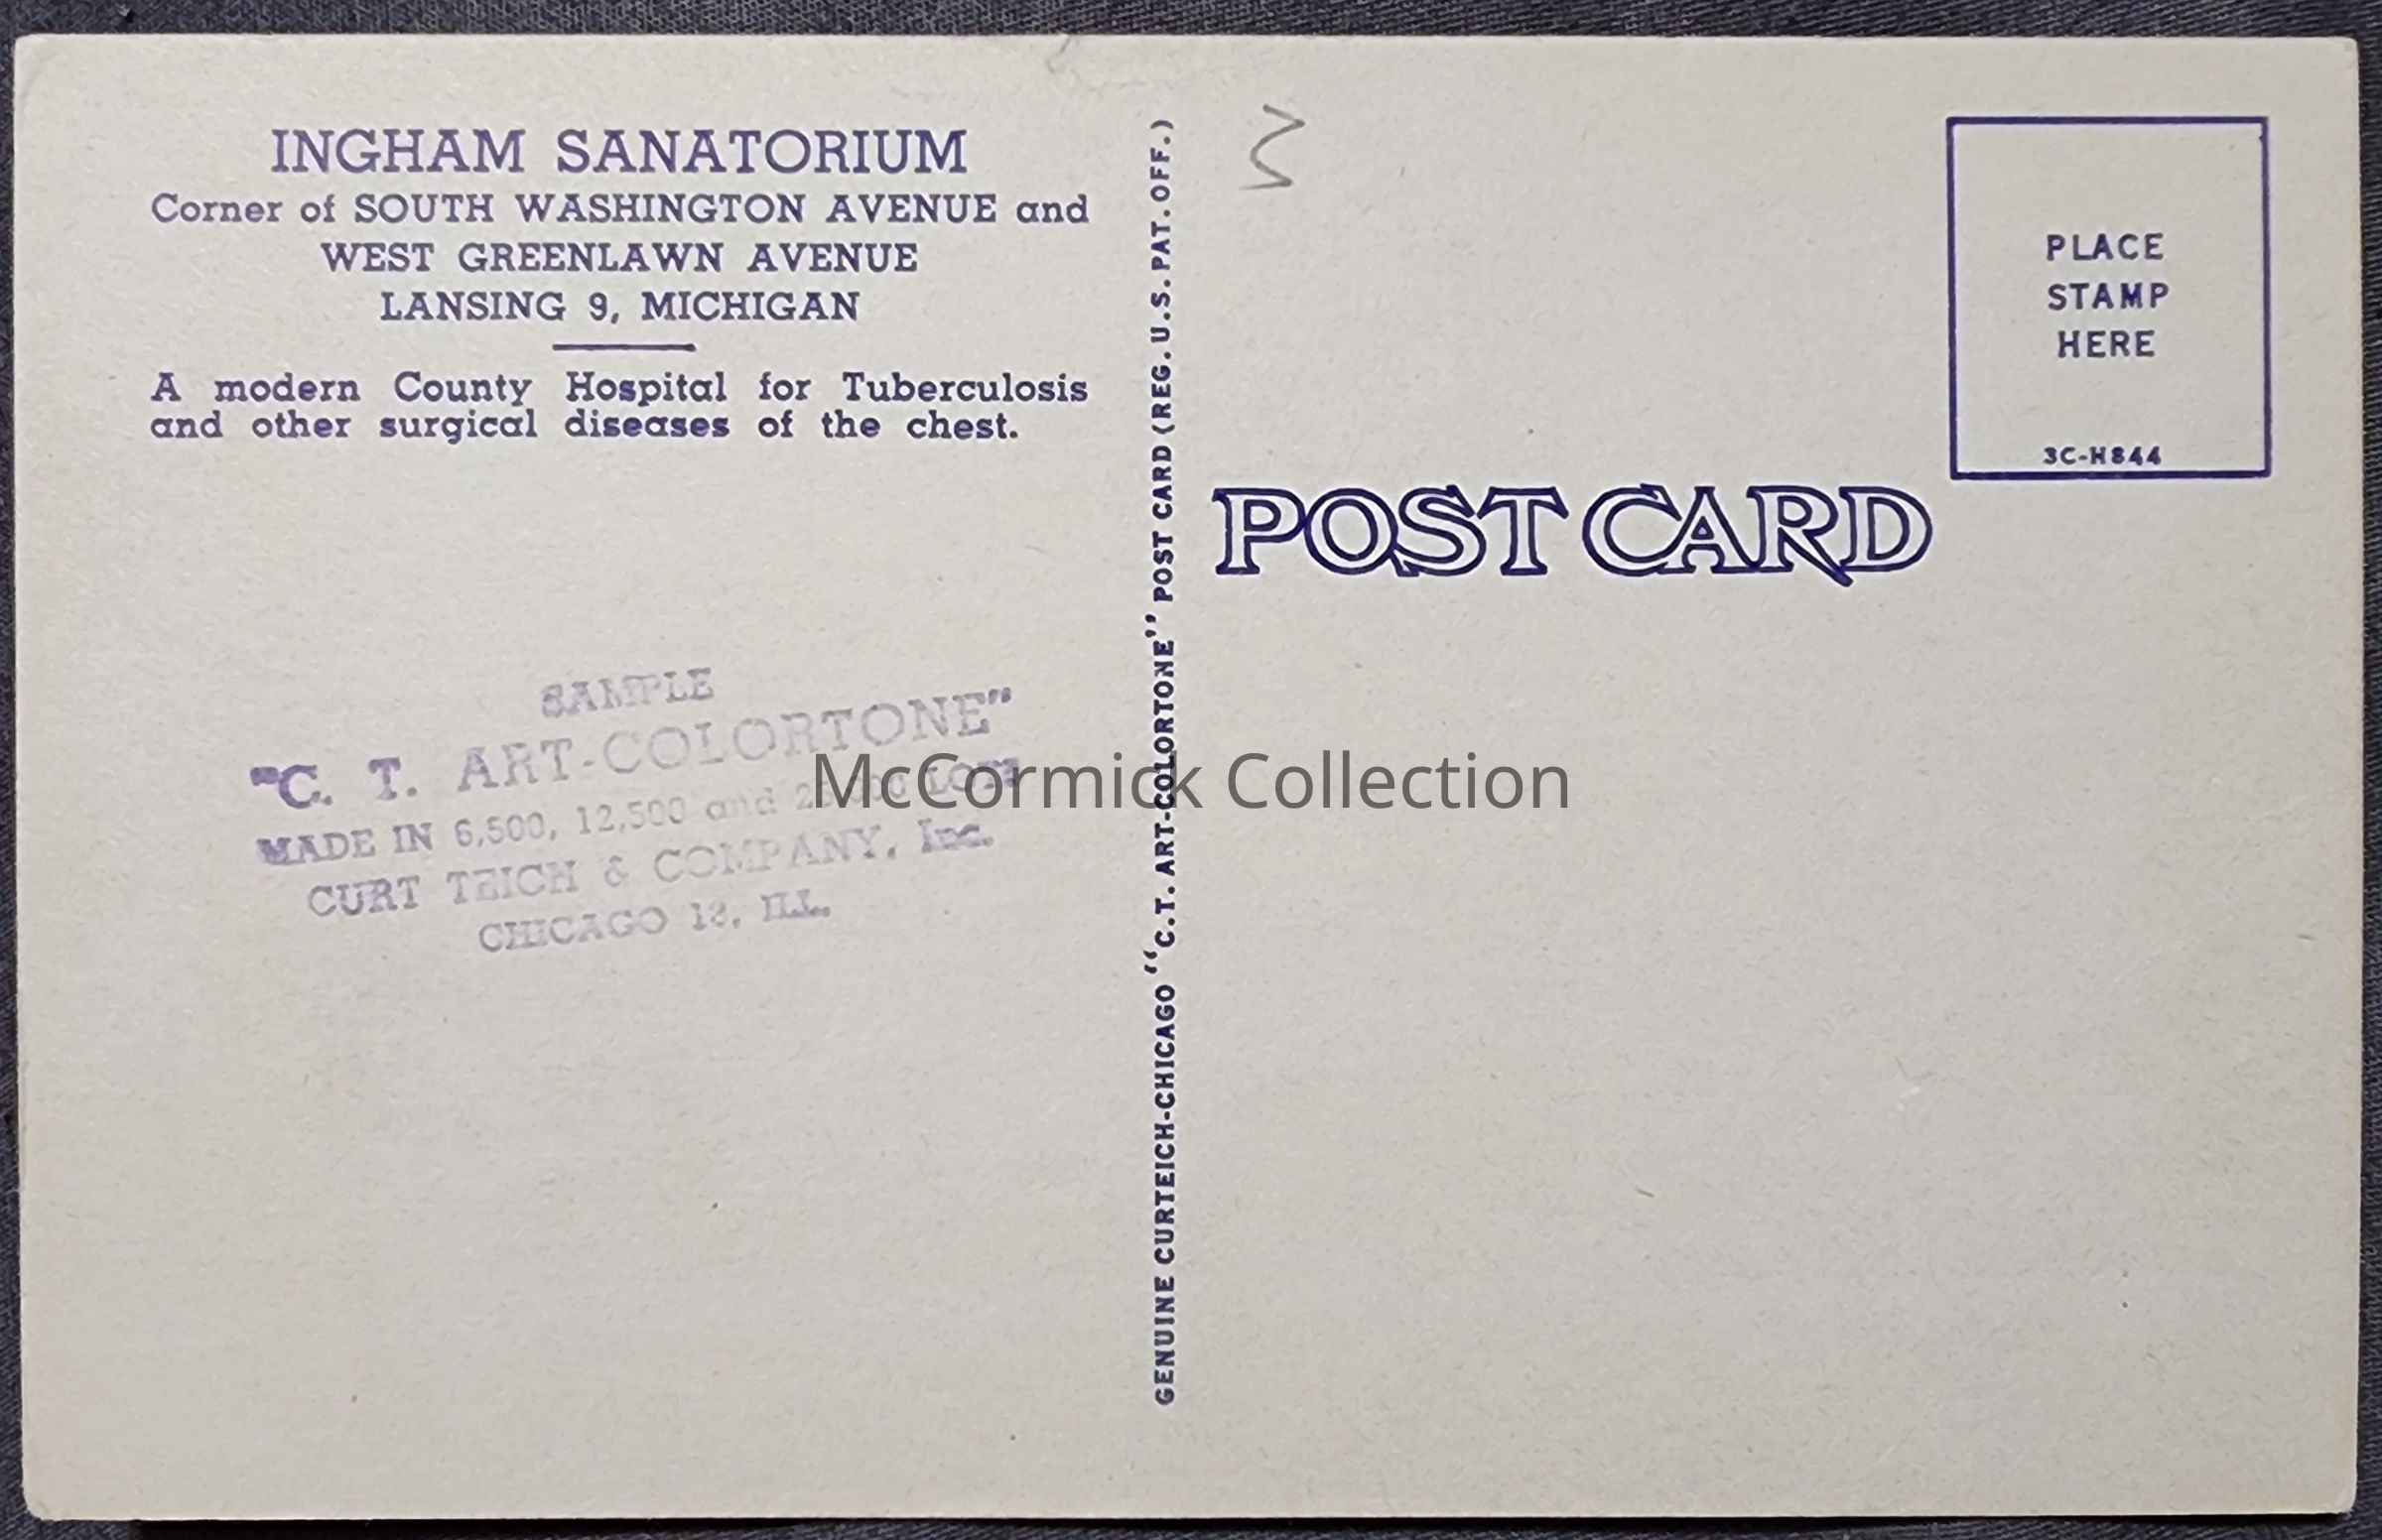 INGHAM SANATORIUM
Corner of SOUTH WASHINGTON AVENUE and
WEST GREENLAWN AVENUE
LANSING 9, MICHIGAN
A modern County Hospital for Tuberculosis
and other surgical diseases of the chest.
SAMPLE
"C. T. ART-COLORTONE"
MADE IN 6,500, 12,500 and LOTS
CURT TEICH & COMPANY, Inc.
CHICAGO 13, ILL.
GENUINE CURTEICH-CHICAGO "C.T. ART-COLORTONE" POST CARD (REG. U.S. PAT. OFF.)
PLACE
STAMP
HERE
3C-H844
POST CARD
McCormick Collection